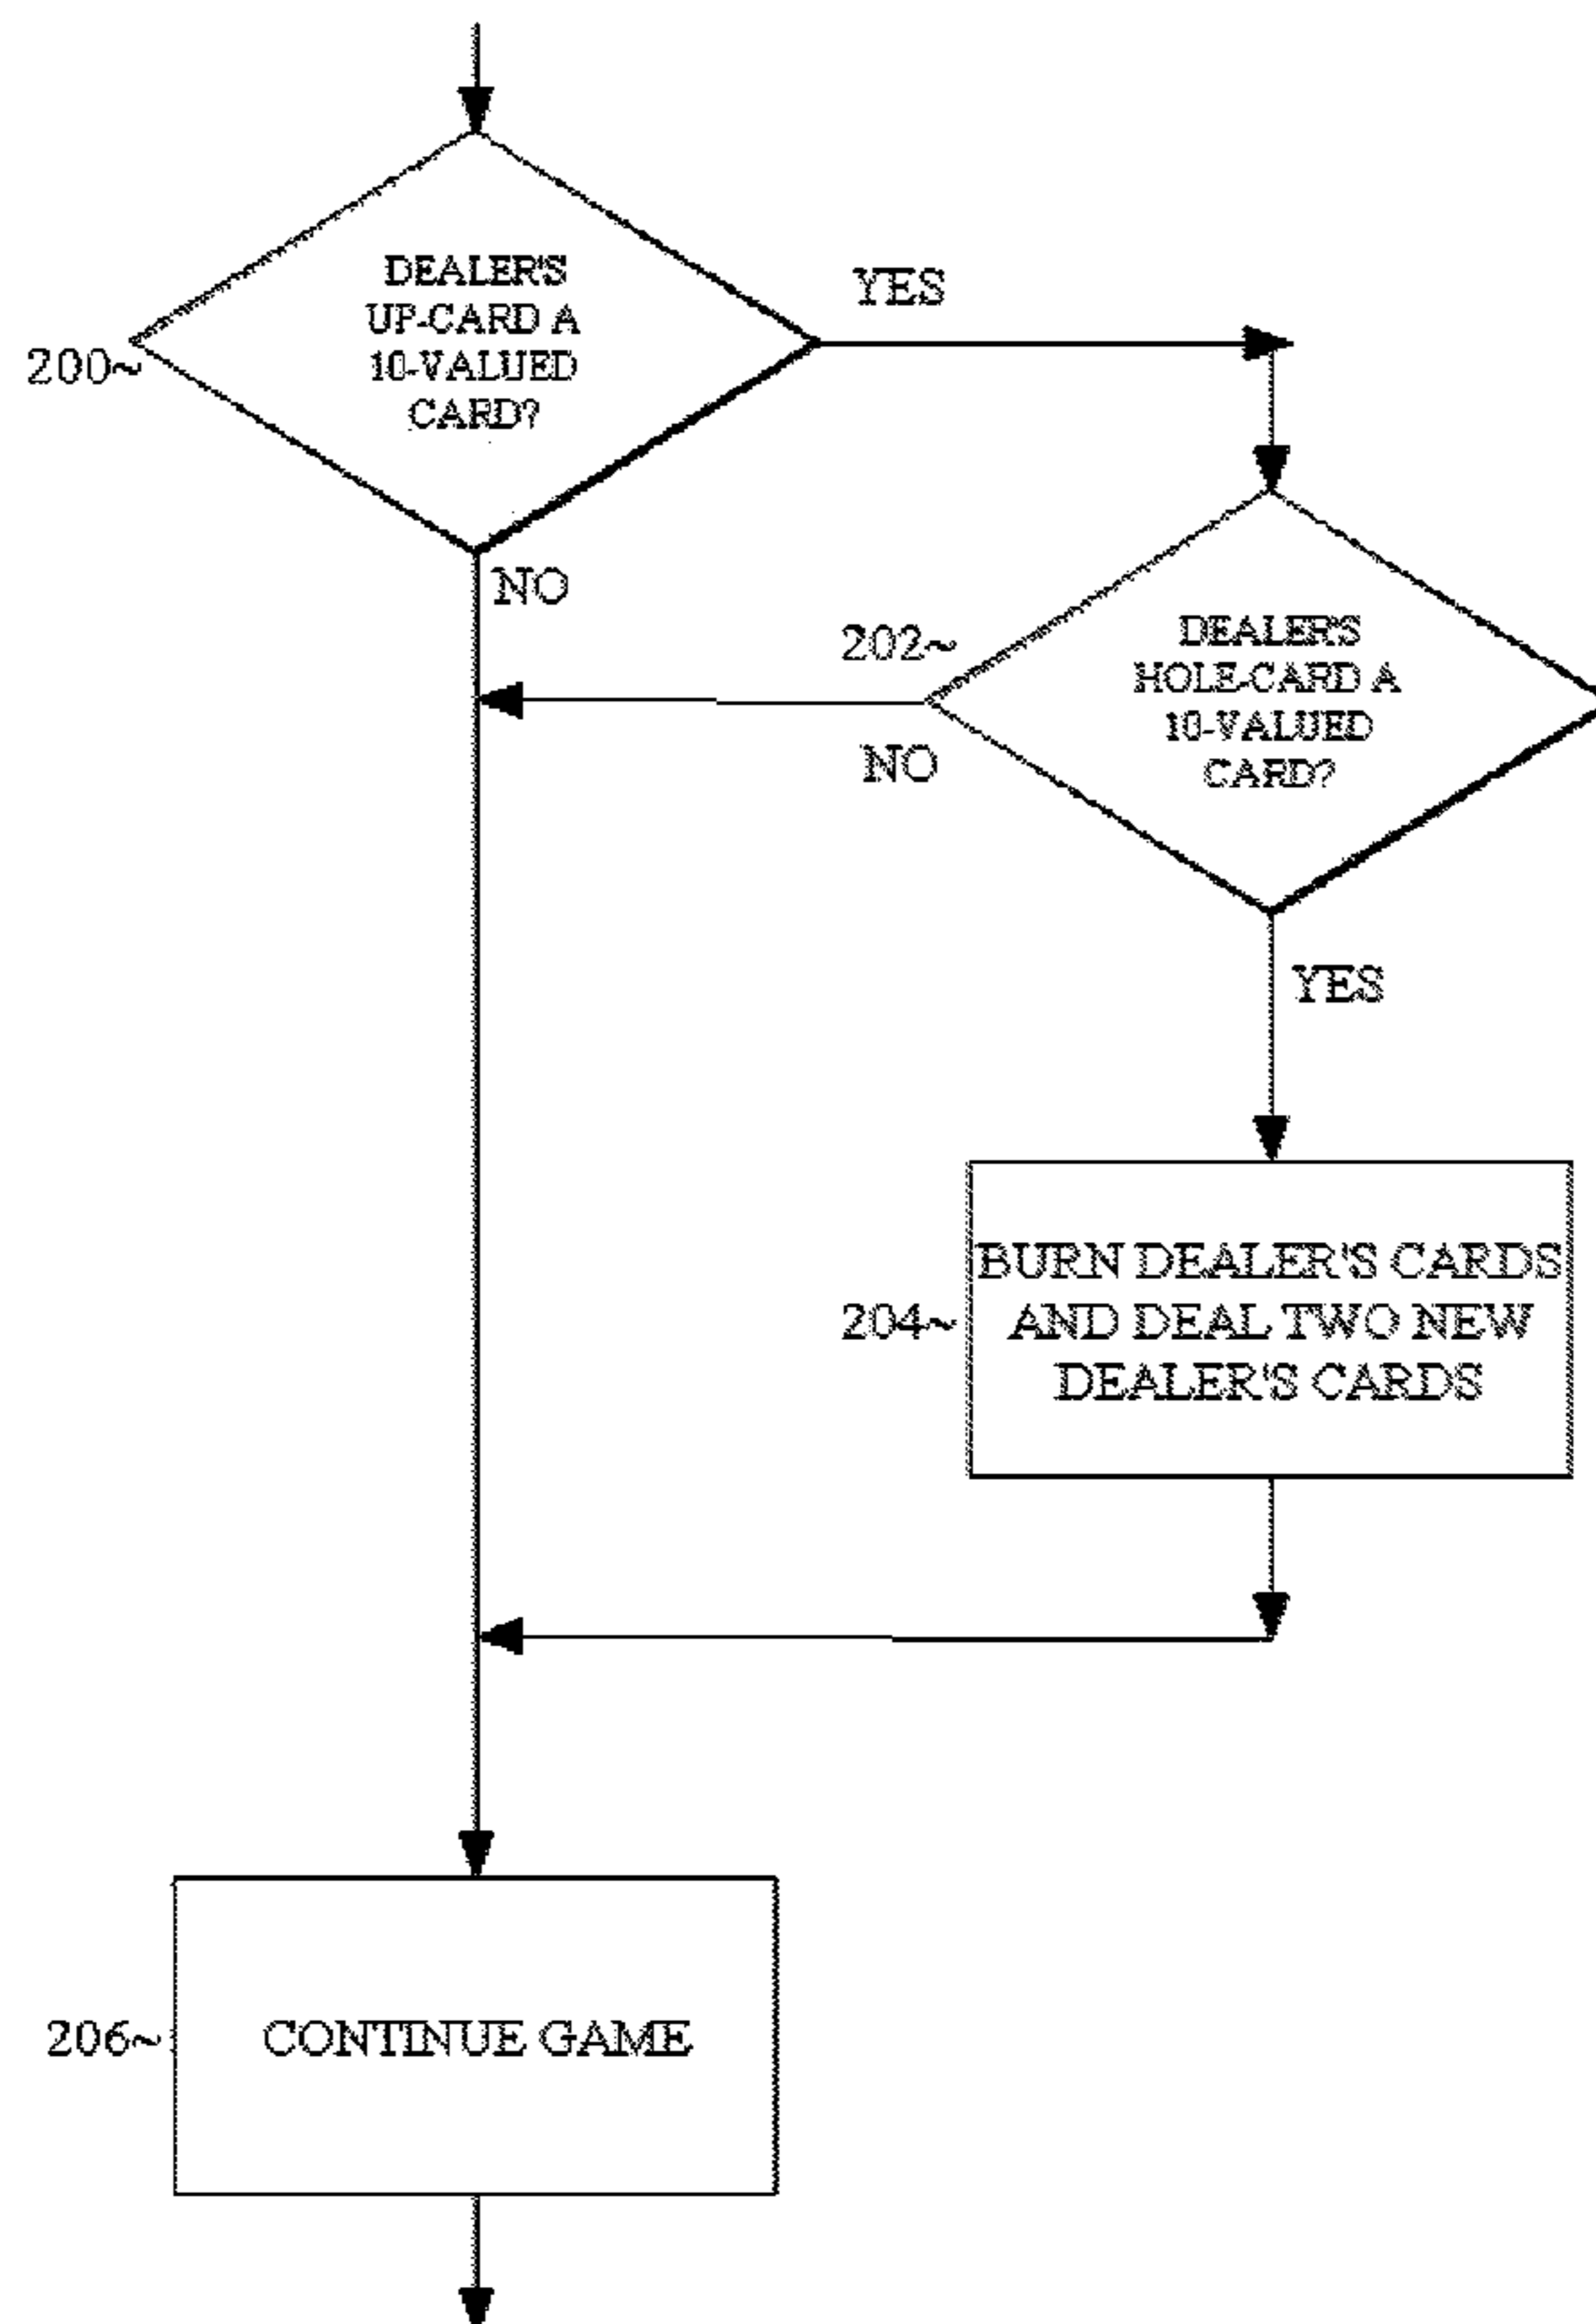 DEALER'S
UP-CARD A
10-VALUED
CARD?
YES
200~
NO
202~
DEALER'S
HOLE-CARD A
10-VALUED
CARD?
NO
YES
BURN DEALER'S CARDS
204~ AND DEAL TWO NEW
DEALER'S CARDS
206~ CONTINUE GAME